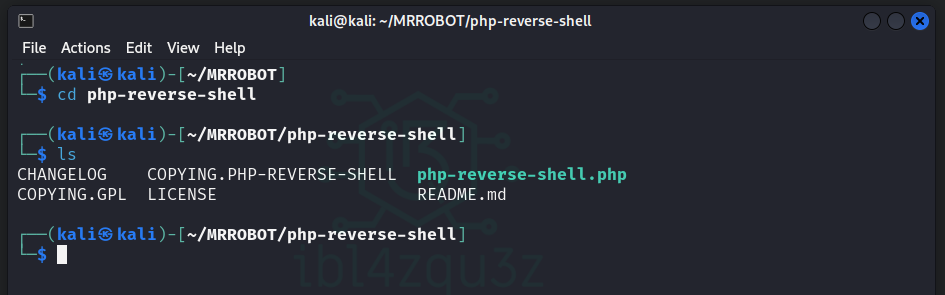 kali@kali: ~/MRROBOT/php-reverse-shell
File Actions Edit View Help
┌──(kali㉿kali)-[~/MRROBOT]
└─$ cd php-reverse-shell
┌──(kali㉿kali)-[~/MRROBOT/php-reverse-shell]
└─$ ls
CHANGELOG COPYING.PHP-REVERSE-SHELL php-reverse-shell.php
COPYING.GPL LICENSE README.md
┌──(kali㉿kali)-[~/MRROBOT/php-reverse-shell]
└─$
ibl4zqu3z